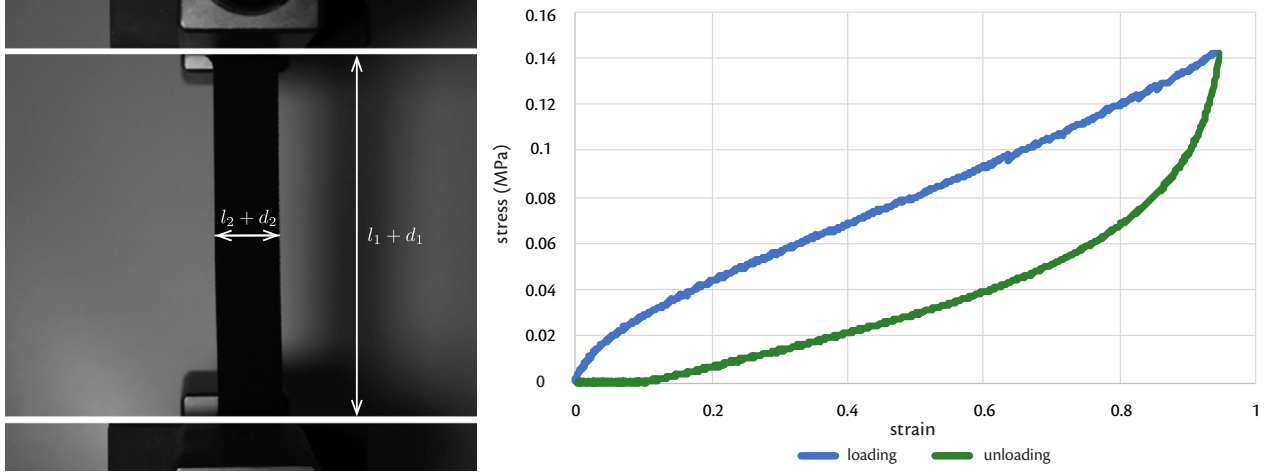 l₂ + d₂
l₁ + d₁
stress (MPa)
0.16
0.14
0.12
0.1
0.08
0.06
0.04
0.02
0
0 0.2 0.4 0.6 0.8 1
strain
loading unloading